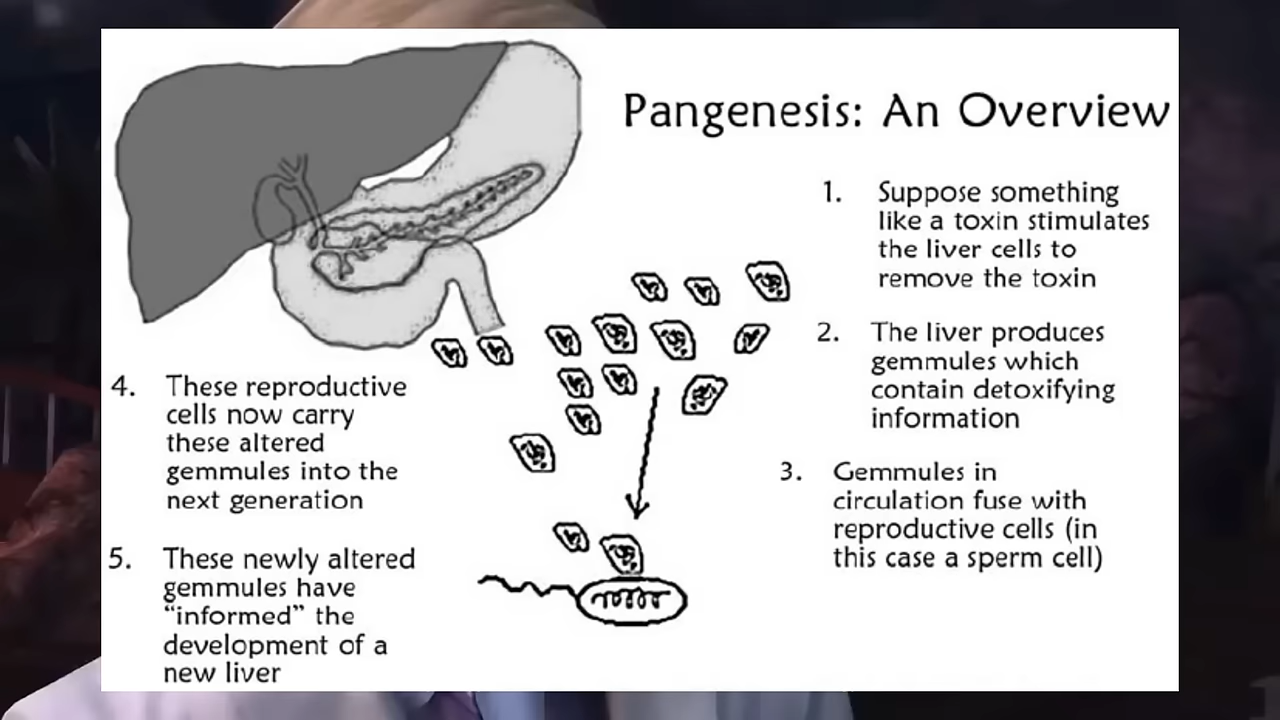 Pangenesis: An Overview
1. Suppose something
like a toxin stimulates
the liver cells to
remove the toxin
2. The liver produces
gemmules which
contain detoxifying
information
3. Gemmules in
circulation fuse with
reproductive cells (in
this case a sperm cell)
4. These reproductive
cells now carry
these altered
gemmules into the
next generation
5. These newly altered
gemmules have
“informed” the
development of a
new liver